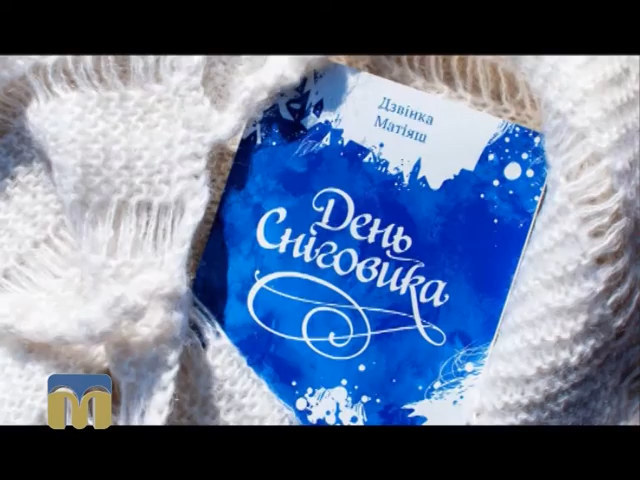 Дзвінка
Матіяш
День
Сніговика
m